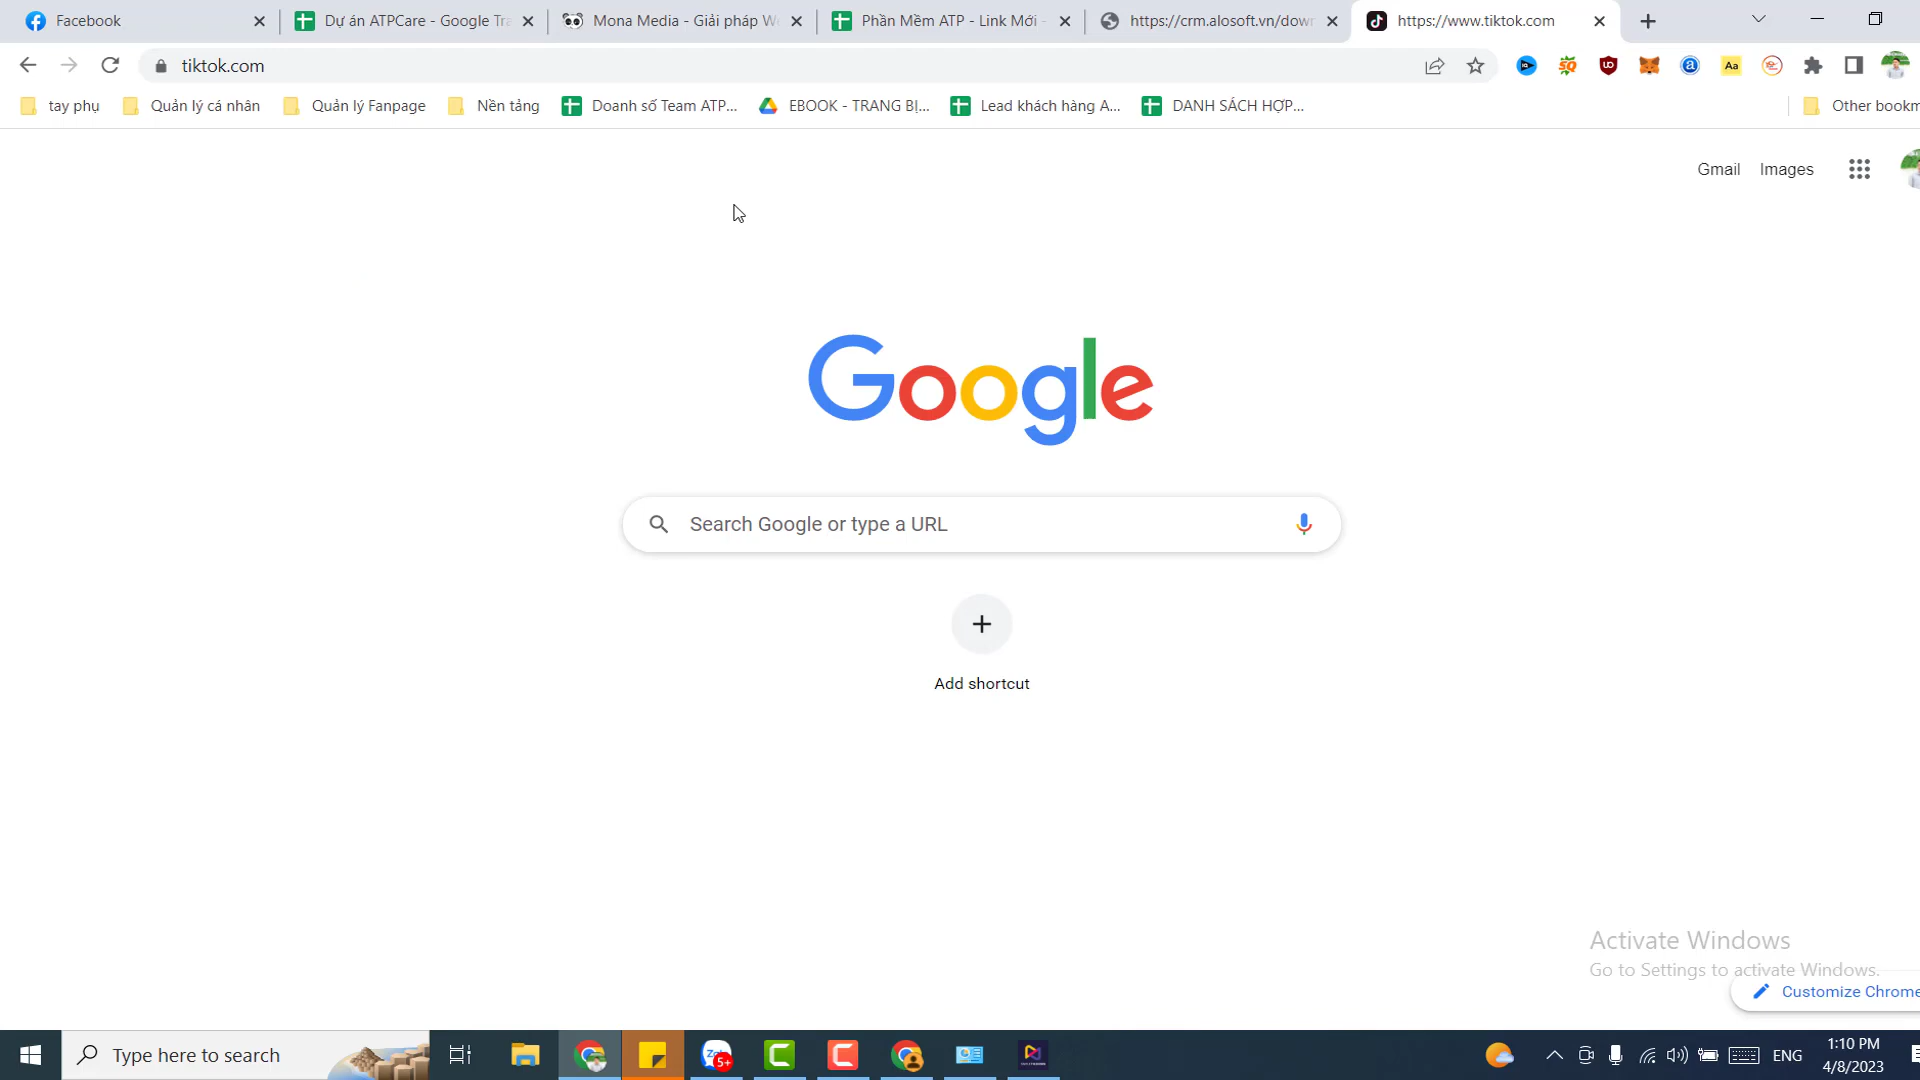 Facebook
Dự án ATPCare - Google Tra
Mona Media - Giải pháp We
Phần Mềm ATP - Link Mới -
https://crm.alosoft.vn/down
https://www.tiktok.com
tiktok.com
tay phụ
Quản lý cá nhân
Quản lý Fanpage
Nền tảng
Doanh số Team ATP...
EBOOK - TRANG BỊ...
Lead khách hàng A...
DANH SÁCH HỢP...
Other bookm
Gmail
Images
Google
Search Google or type a URL
Add shortcut
Activate Windows
Go to Settings to activate Windows.
Customize Chrome
Type here to search
5+
ENG
1:10 PM
4/8/2023